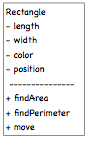 Rectangle
- length
- width
- color
- position
---------------
+ findArea
+ findPerimeter
+ move